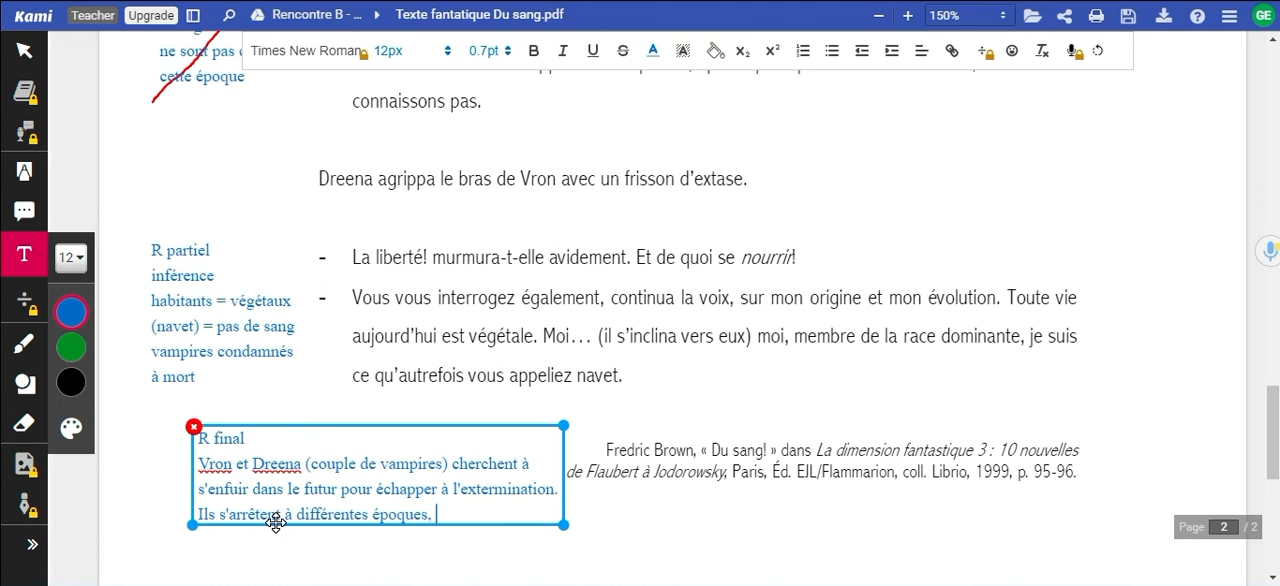 Kami
Teacher
Upgrade
Rencontre B - ...
Texte fantatique Du sang.pdf
150%
GE
Times New Roman
12px
0.7pt
B I U S A
ne sont pas
cette époque
connaissons pas.
Dreena agrippa le bras de Vron avec un frisson d'extase.
R partiel
inférence
habitants = végétaux
(navet) = pas de sang
vampires condamnés
à mort
- La liberté! murmura-t-elle avidement. Et de quoi se nourrir!
- Vous vous interrogez également, continua la voix, sur mon origine et mon évolution. Toute vie
aujourd'hui est végétale. Moi… (il s'inclina vers eux) moi, membre de la race dominante, je suis
ce qu'autrefois vous appeliez navet.
12
R final
Vron et Dreena (couple de vampires) cherchent à
s'enfuir dans le futur pour échapper à l'extermination.
Ils s'arrêtent à différentes époques,
Fredric Brown, « Du sang! » dans La dimension fantastique 3 : 10 nouvelles
de Flaubert à Jodorowsky, Paris, Éd. EJL/Flammarion, coll. Librio, 1999, p. 95-96.
Page 2 / 2